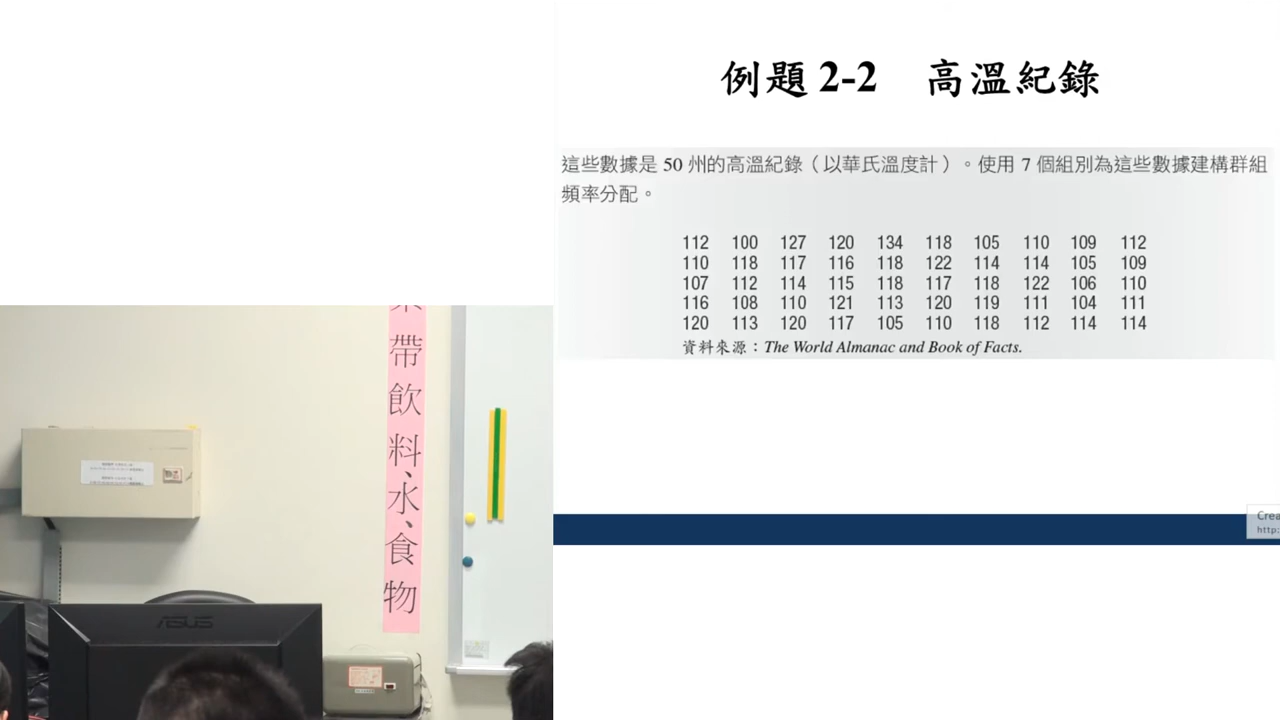 例題 2-2 高溫紀錄
這些數據是 50 州的高溫紀錄（以華氏溫度計）。使用 7 個組別為這些數據建構群組
頻率分配。
112 100 127 120 134 118 105 110 109 112
110 118 117 116 118 122 114 114 105 109
107 112 114 115 118 117 118 122 106 110
116 108 110 121 113 120 119 111 104 111
120 113 120 117 105 110 118 112 114 114
資料來源：The World Almanac and Book of Facts.
帶飲料、水、食物
ASUS
Crea
http: